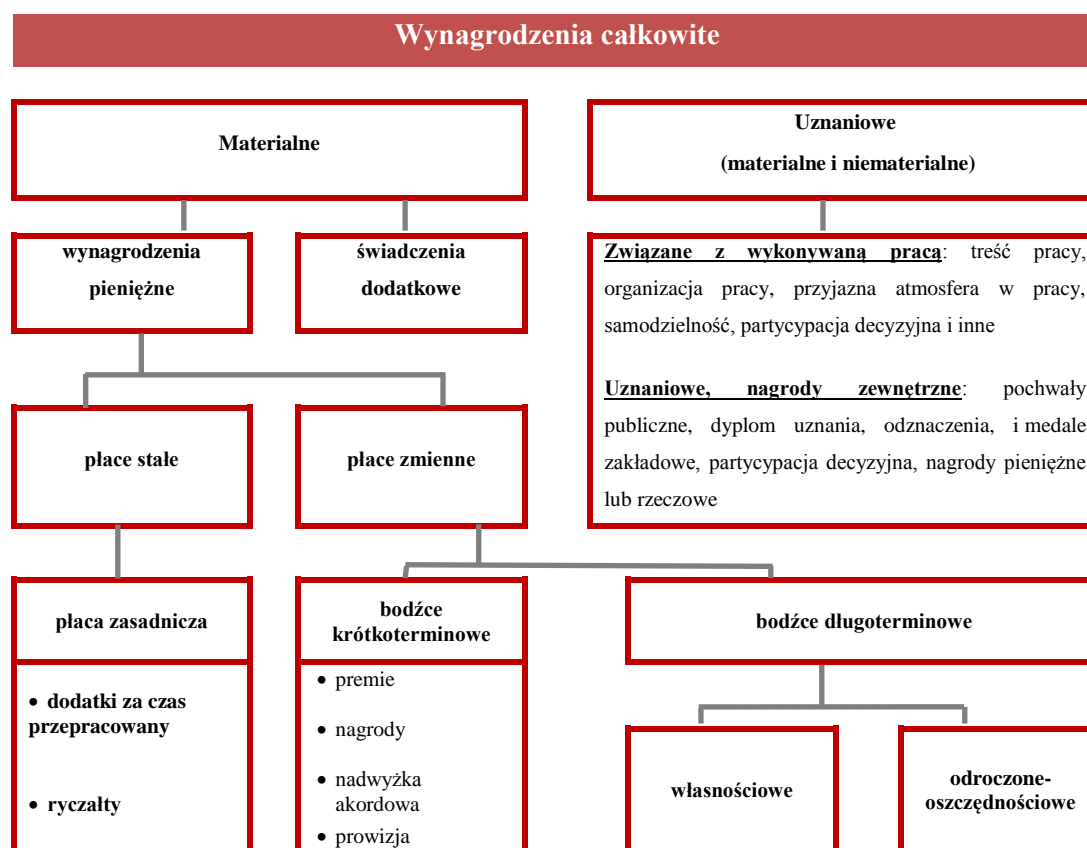 Wynagrodzenia całkowite
Materialne
Uznaniowe
(materialne i niematerialne)
wynagrodzenia
pieniężne
świadczenia
dodatkowe
Związane z wykonywaną pracą: treść pracy,
organizacja pracy, przyjazna atmosfera w pracy,
samodzielność, partycypacja decyzyjna i inne
Uznaniowe, nagrody zewnętrzne: pochwały
publiczne, dyplom uznania, odznaczenia, i medale
zakładowe, partycypacja decyzyjna, nagrody pieniężne
lub rzeczowe
płace stałe
płace zmienne
płaca zasadnicza
bodźce
krótkoterminowe
bodźce długoterminowe
• dodatki za czas
przepracowany
• ryczałty
• premie
• nagrody
• nadwyżka
akordowa
• prowizja
własnościowe
odroczone-
oszczędnościowe